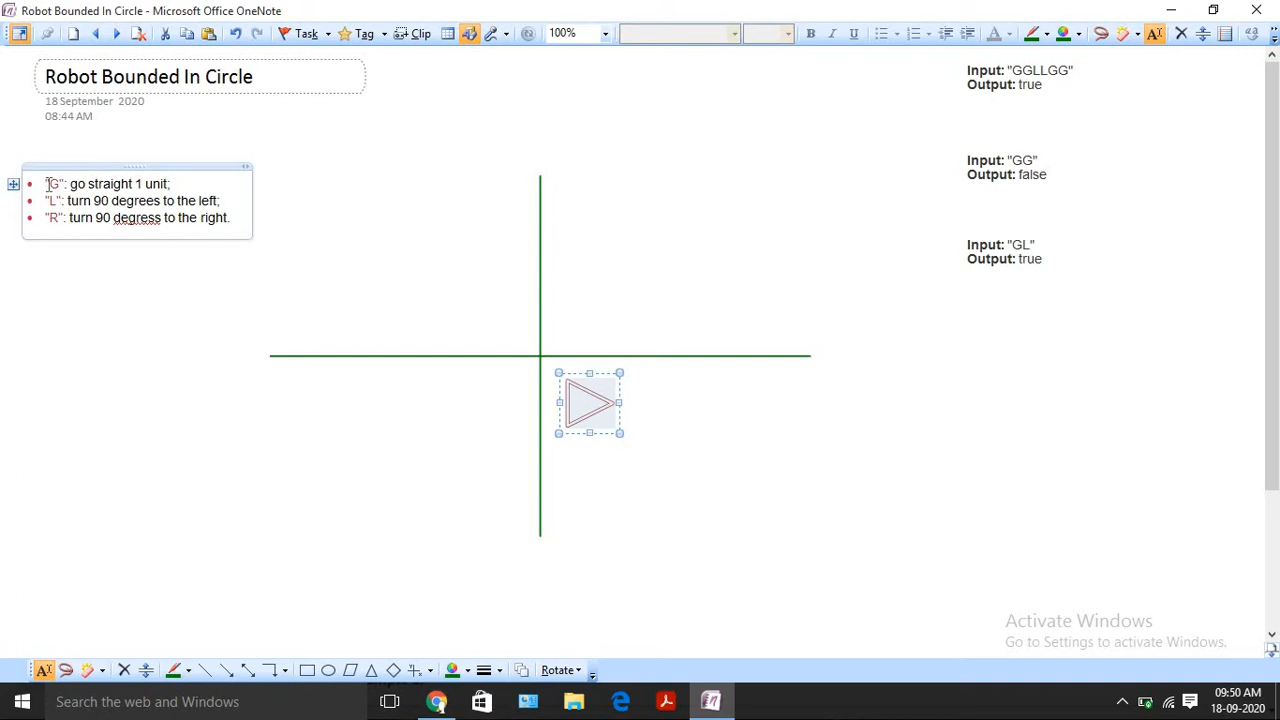 Robot Bounded In Circle - Microsoft Office OneNote
Task Tag Clip 100% B I U
Robot Bounded In Circle
18 September 2020
08:44 AM
"G": go straight 1 unit;
"L": turn 90 degrees to the left;
"R": turn 90 degress to the right.
Input: "GGLLGG"
Output: true
Input: "GG"
Output: false
Input: "GL"
Output: true
Activate Windows
Go to Settings to activate Windows.
Rotate
Search the web and Windows
09:50 AM
18-09-2020